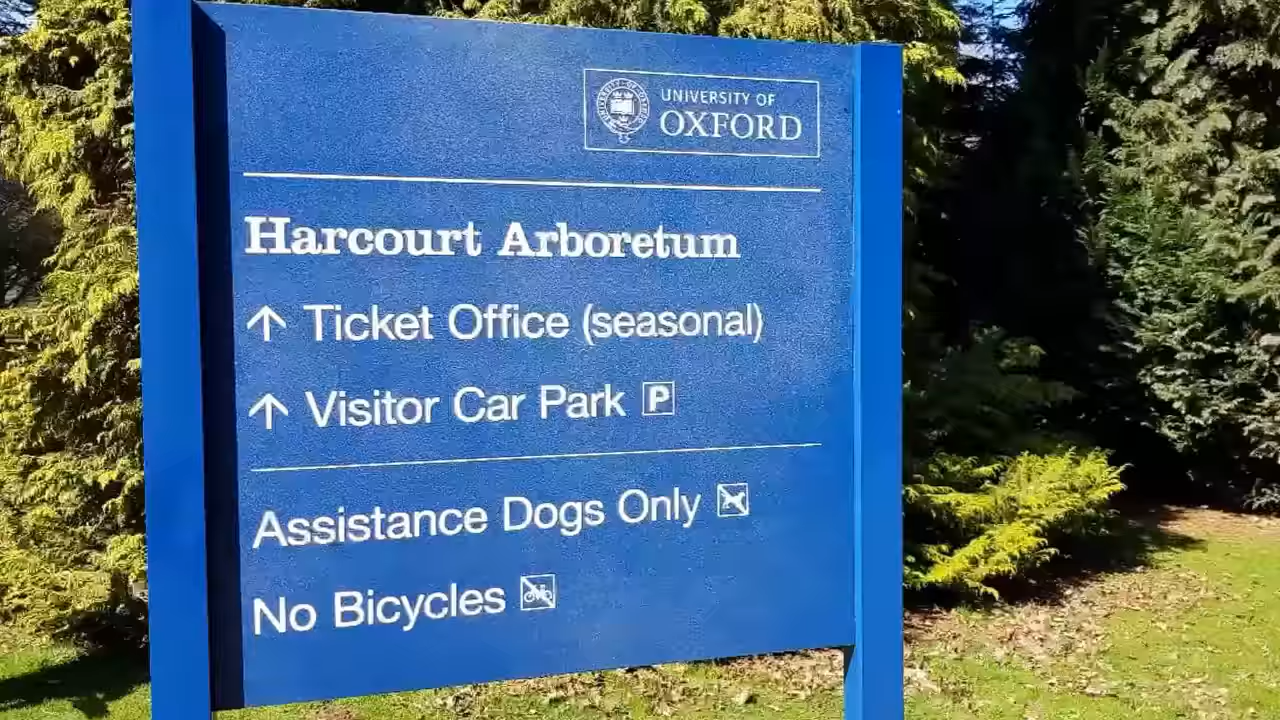 UNIVERSITY OF
OXFORD
Harcourt Arboretum
↑ Ticket Office (seasonal)
↑ Visitor Car Park P
Assistance Dogs Only
No Bicycles